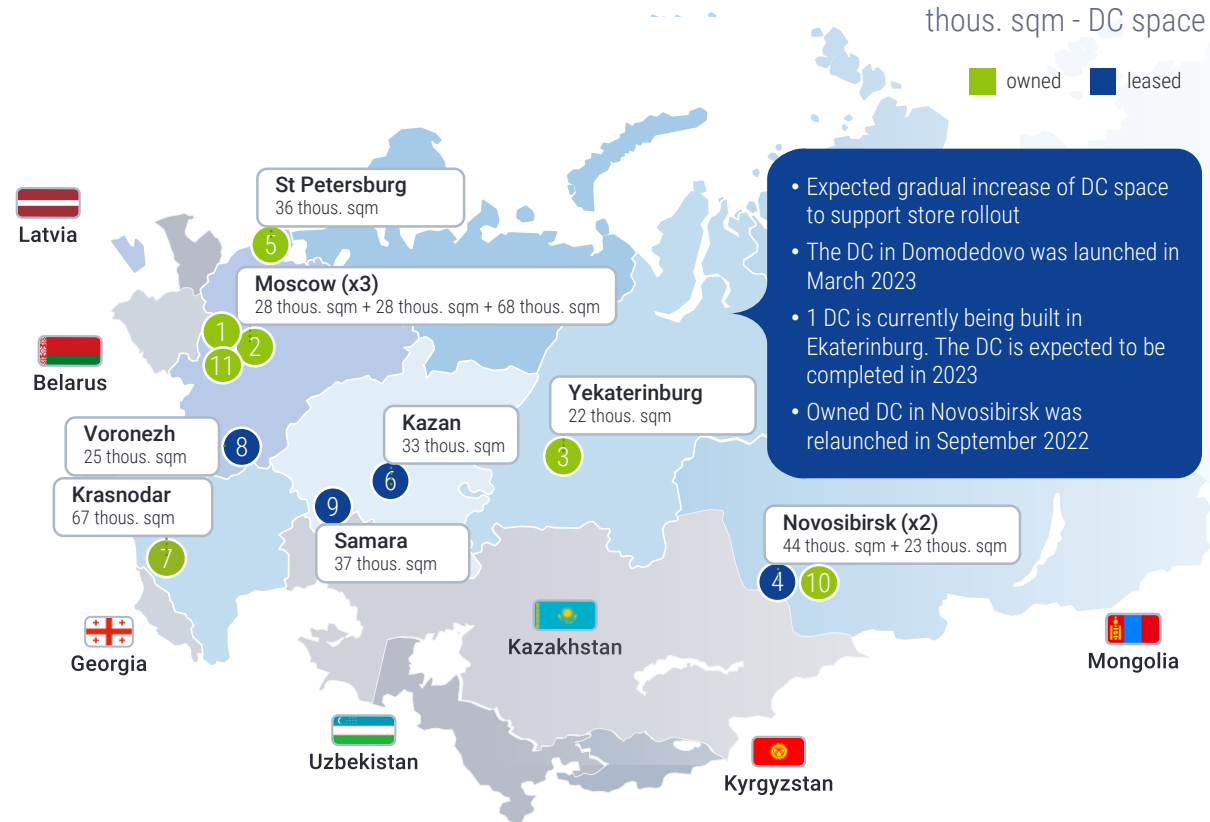 thous. sqm - DC space
owned
leased
St Petersburg
36 thous. sqm
5
Latvia
Moscow (x3)
28 thous. sqm + 28 thous. sqm + 68 thous. sqm
1
2
11
Belarus
• Expected gradual increase of DC space
to support store rollout
• The DC in Domodedovo was launched in
March 2023
• 1 DC is currently being built in
Ekaterinburg. The DC is expected to be
completed in 2023
• Owned DC in Novosibirsk was
relaunched in September 2022
Yekaterinburg
22 thous. sqm
3
Kazan
33 thous. sqm
6
Voronezh
25 thous. sqm
8
Krasnodar
67 thous. sqm
7
9
Samara
37 thous. sqm
Novosibirsk (x2)
44 thous. sqm + 23 thous. sqm
4
10
Georgia
Kazakhstan
Mongolia
Uzbekistan
Kyrgyzstan